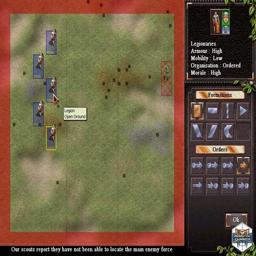 Legionaries
Armour : High
Mobility : Low
Organisation : Ordered
Morale : High
Formations
Legion
Open Ground
Orders
Ok
Our scouts report they have not been able to locate the main enemy force.